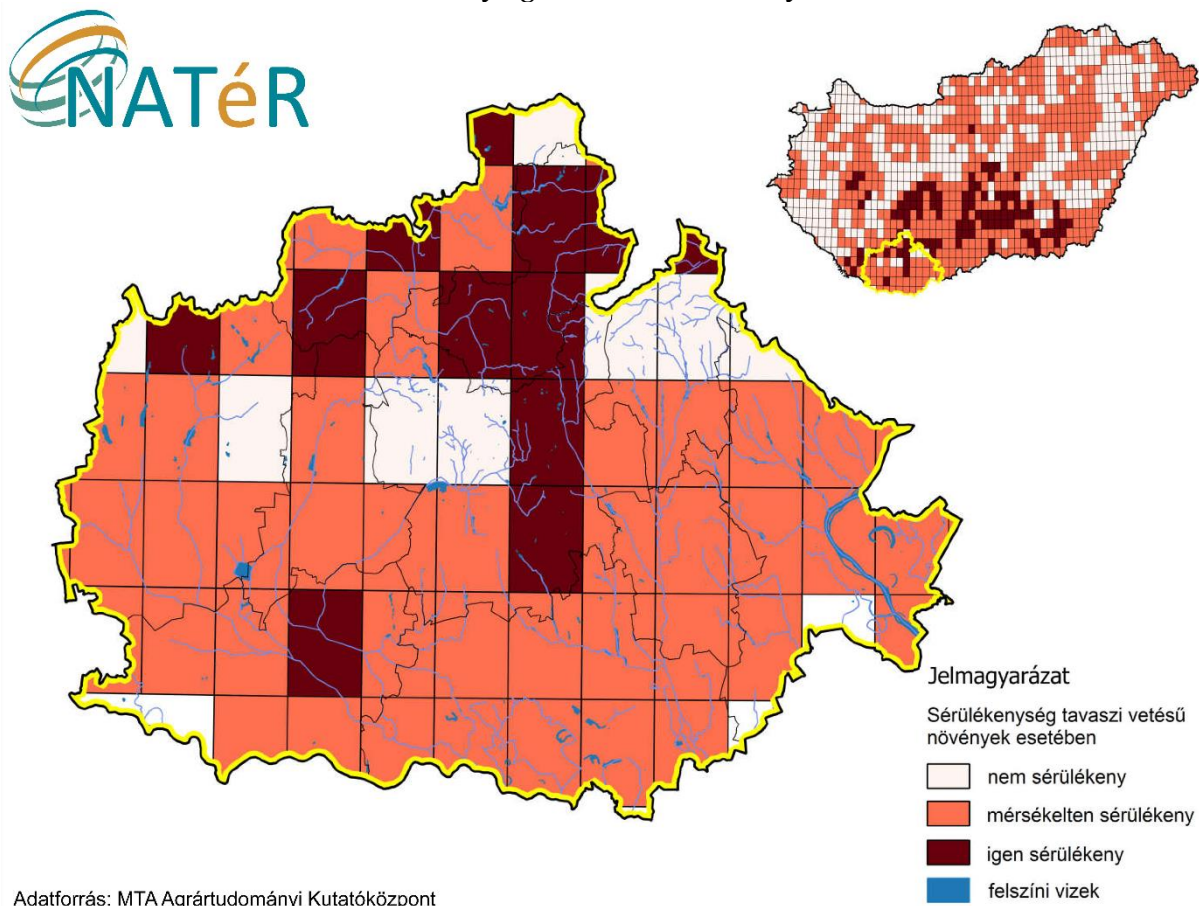 NATéR
Jelmagyarázat
Sérülékenység tavaszi vetésű
növények esetében
nem sérülékeny
mérsékelten sérülékeny
igen sérülékeny
felszíni vizek
Adatforrás: MTA Agrártudományi Kutatóközpont